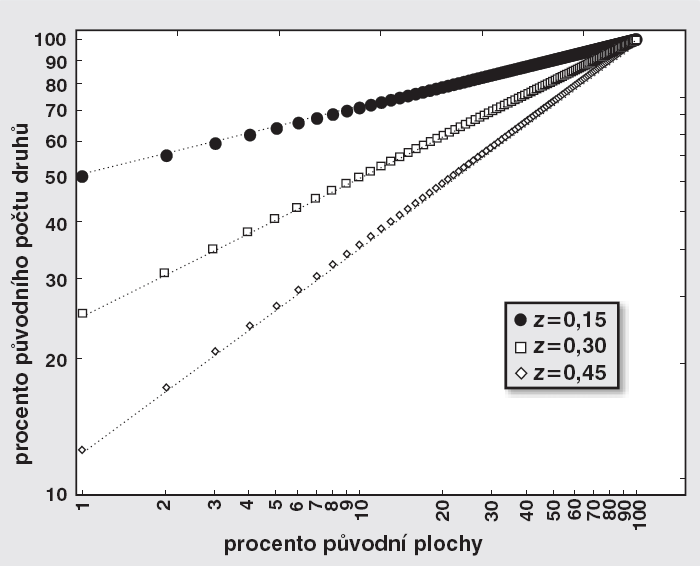 procento původního počtu druhů
100
90
80
70
60
50
40
30
20
10
z=0,15
z=0,30
z=0,45
1 2 3 4 5 6 7 8 9 10 20 30 40 50 60 70 80 90 100
procento původní plochy